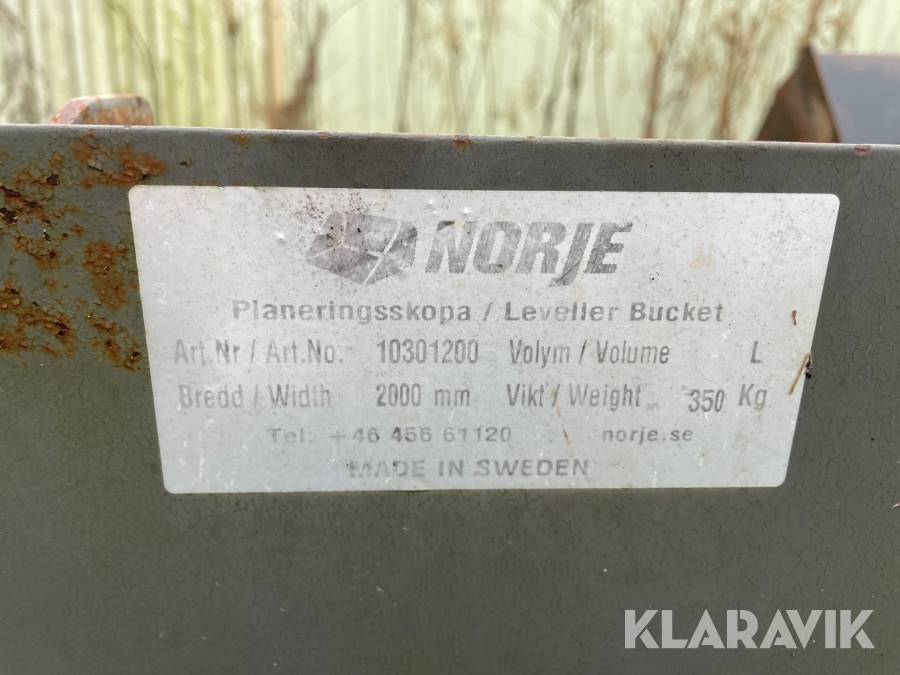 NORJE
Planeringsskopa / Leveller Bucket
Art.Nr / Art.No. 10301200 Volym / Volume L
Bredd / Width 2000 mm Vikt / Weight 350 Kg
Tel: +46 456 61120 norje.se
MADE IN SWEDEN
KLARAVIK